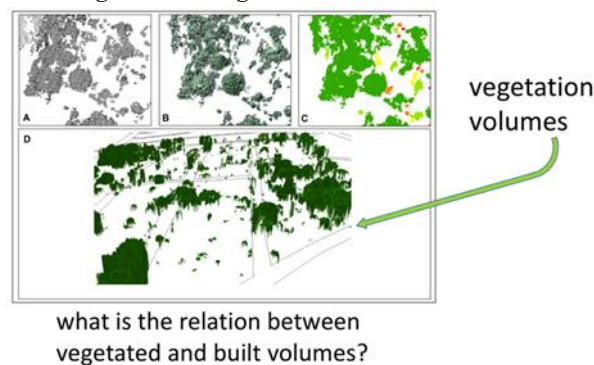 A
B
C
D
vegetation
volumes
what is the relation between
vegetated and built volumes?